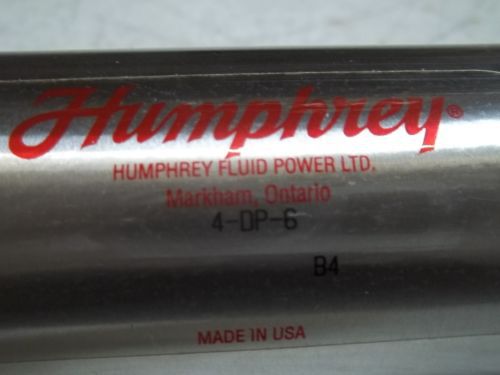 Humphrey®
HUMPHREY FLUID POWER LTD.
Markham, Ontario
4-DP-6
B4
MADE IN USA